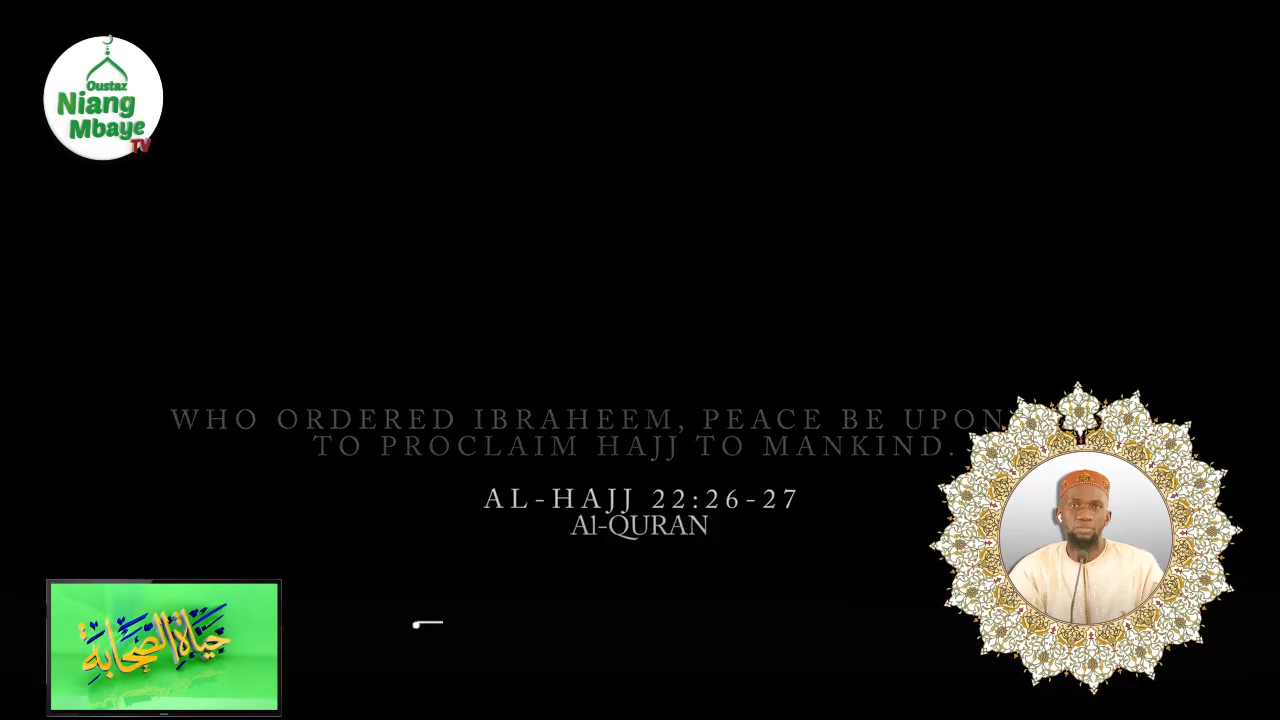 Oustaz
Niang
Mbaye
TV
WHO ORDERED IBRAHEEM, PEACE BE UPON
TO PROCLAIM HAJJ TO MANKIND.
AL-HAJJ 22:26-27
Al-QURAN
حياة الصحابة